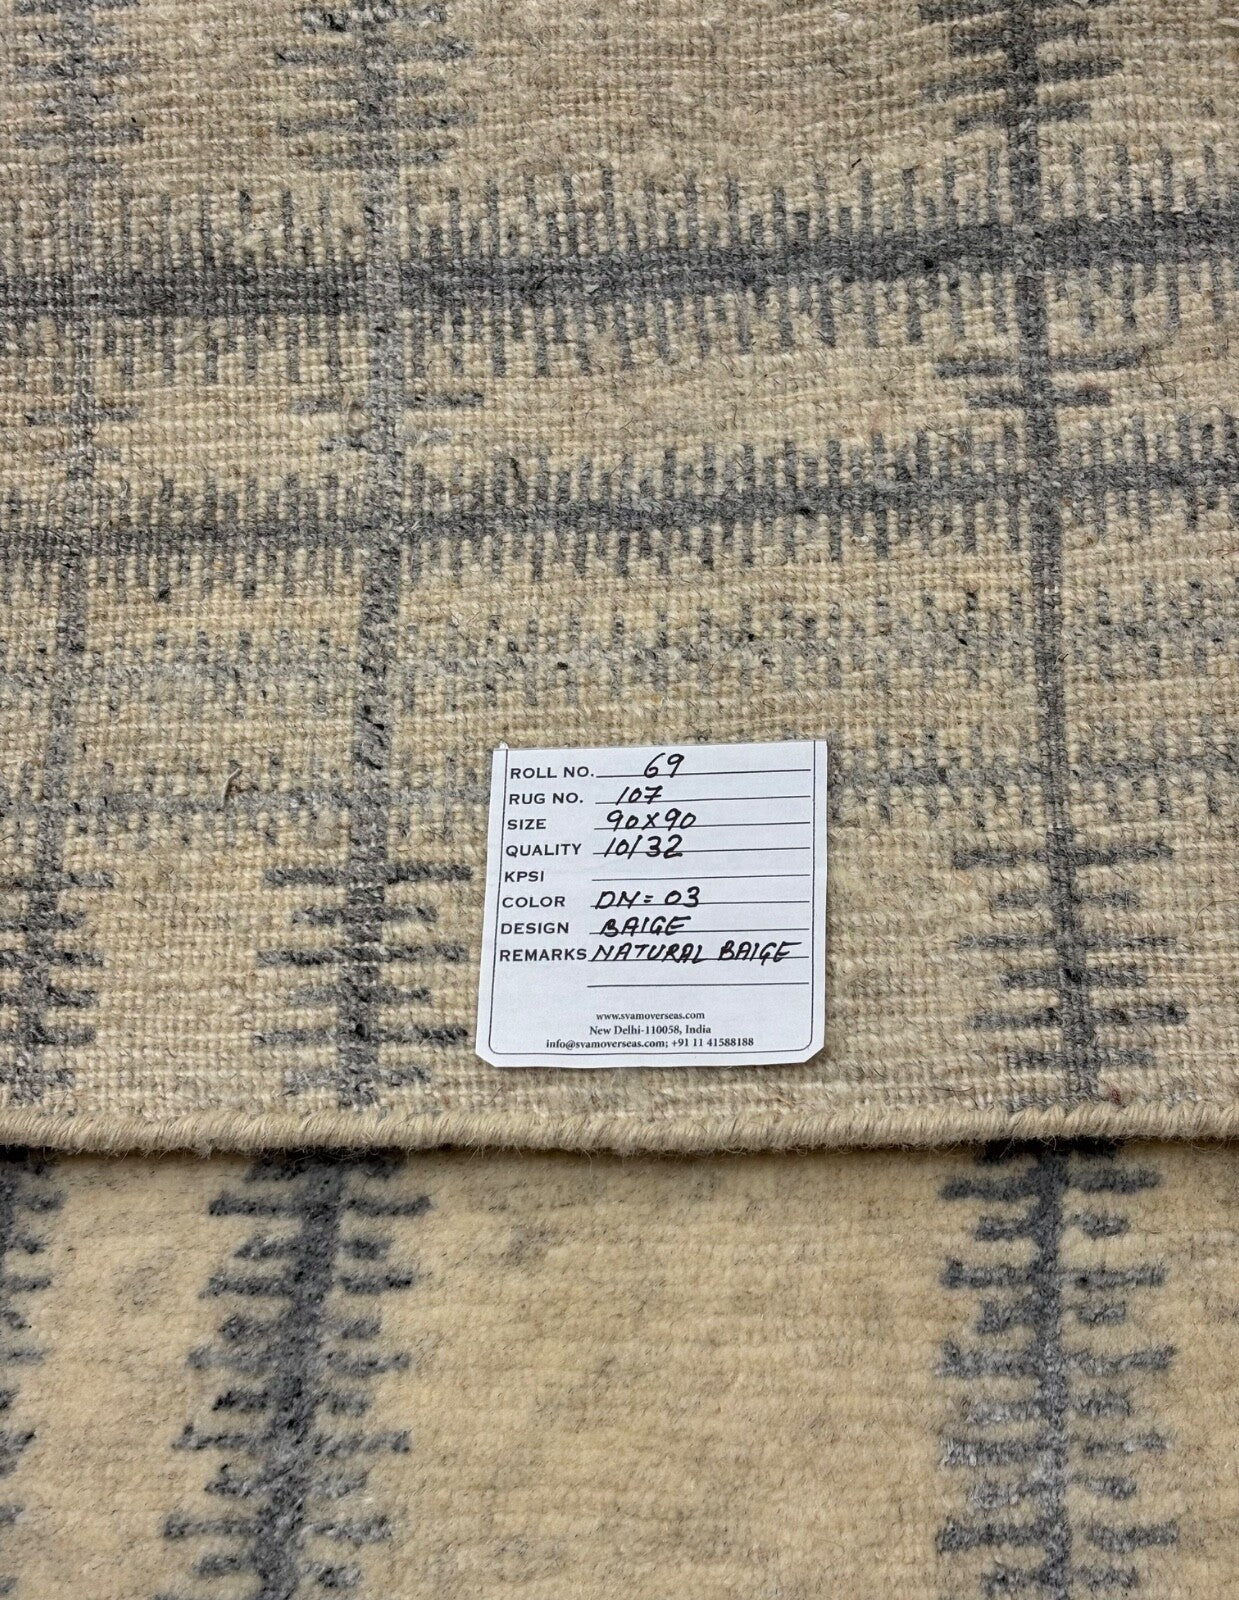 ROLL NO. 69
RUG NO. 107
SIZE 90X90
QUALITY 10/32
KPSI
COLOR DN = 03
DESIGN BAIGE
REMARKS NATURAL BAIGE
www.svamoverseas.com
New Delhi-110058, India
info@svamoverseas.com; +91 11 41588188